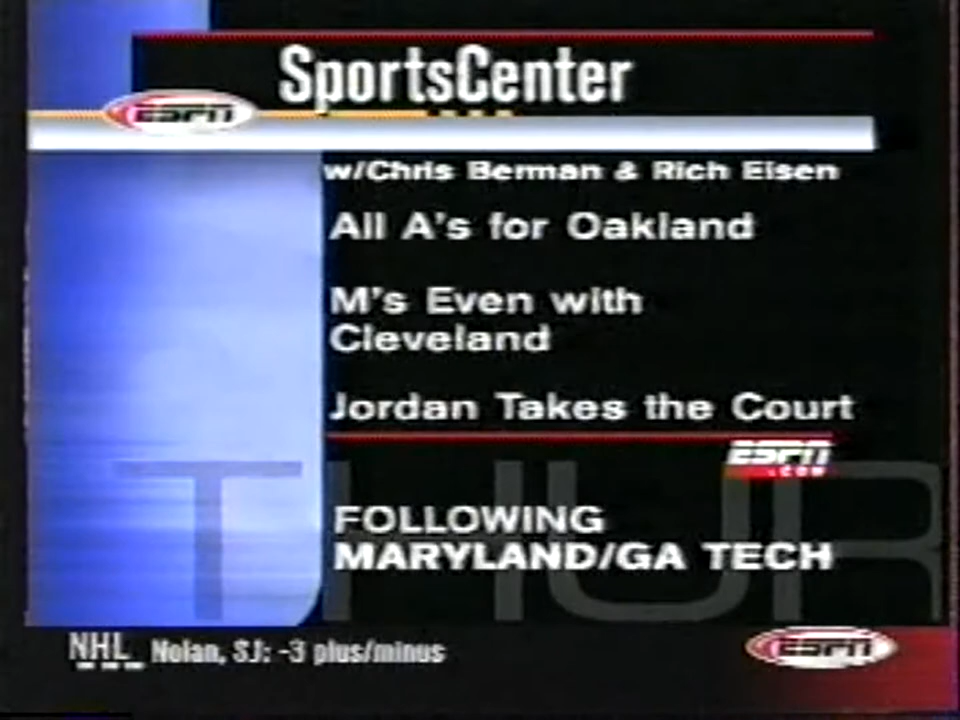 SportsCenter
ESPN
w/Chris Berman & Rich Eisen
All A's for Oakland
M's Even with
Cleveland
Jordan Takes the Court
ESPN
.COM
THUR
FOLLOWING
MARYLAND/GA TECH
NHL Nolan, SJ: -3 plus/minus
ESPN